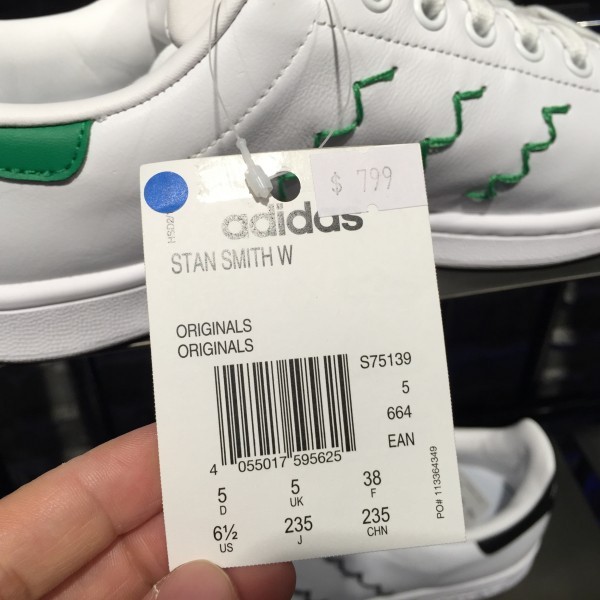 $ 799
adidas
STAN SMITH W
ORIGINALS
ORIGINALS
S75139
5
664
EAN
4 055017 595625
5 5 38
D UK F
6½ 235 235
US J CHN
PO# 113364349